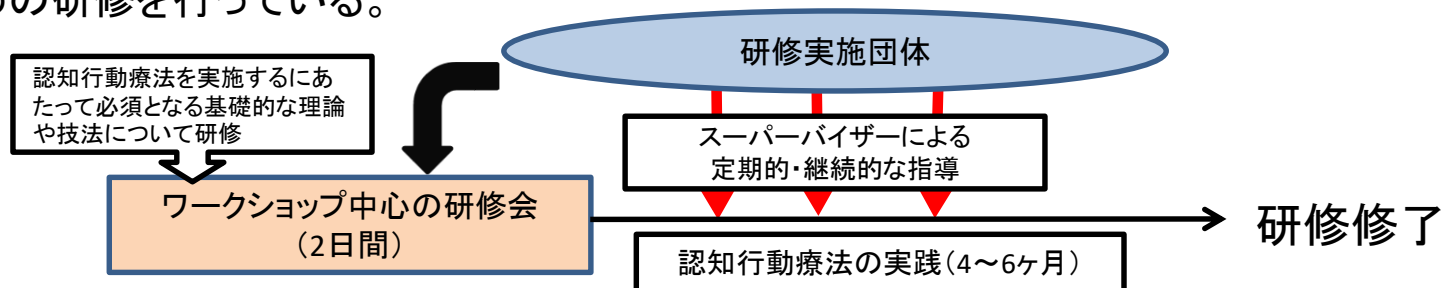 の研修を行っている。
研修実施団体
認知行動療法を実施するにあ
たって必須となる基礎的な理論
や技法について研修
スーパーバイザーによる
定期的・継続的な指導
ワークショップ中心の研修会
（2日間）
研修修了
認知行動療法の実践（4～6ヶ月）